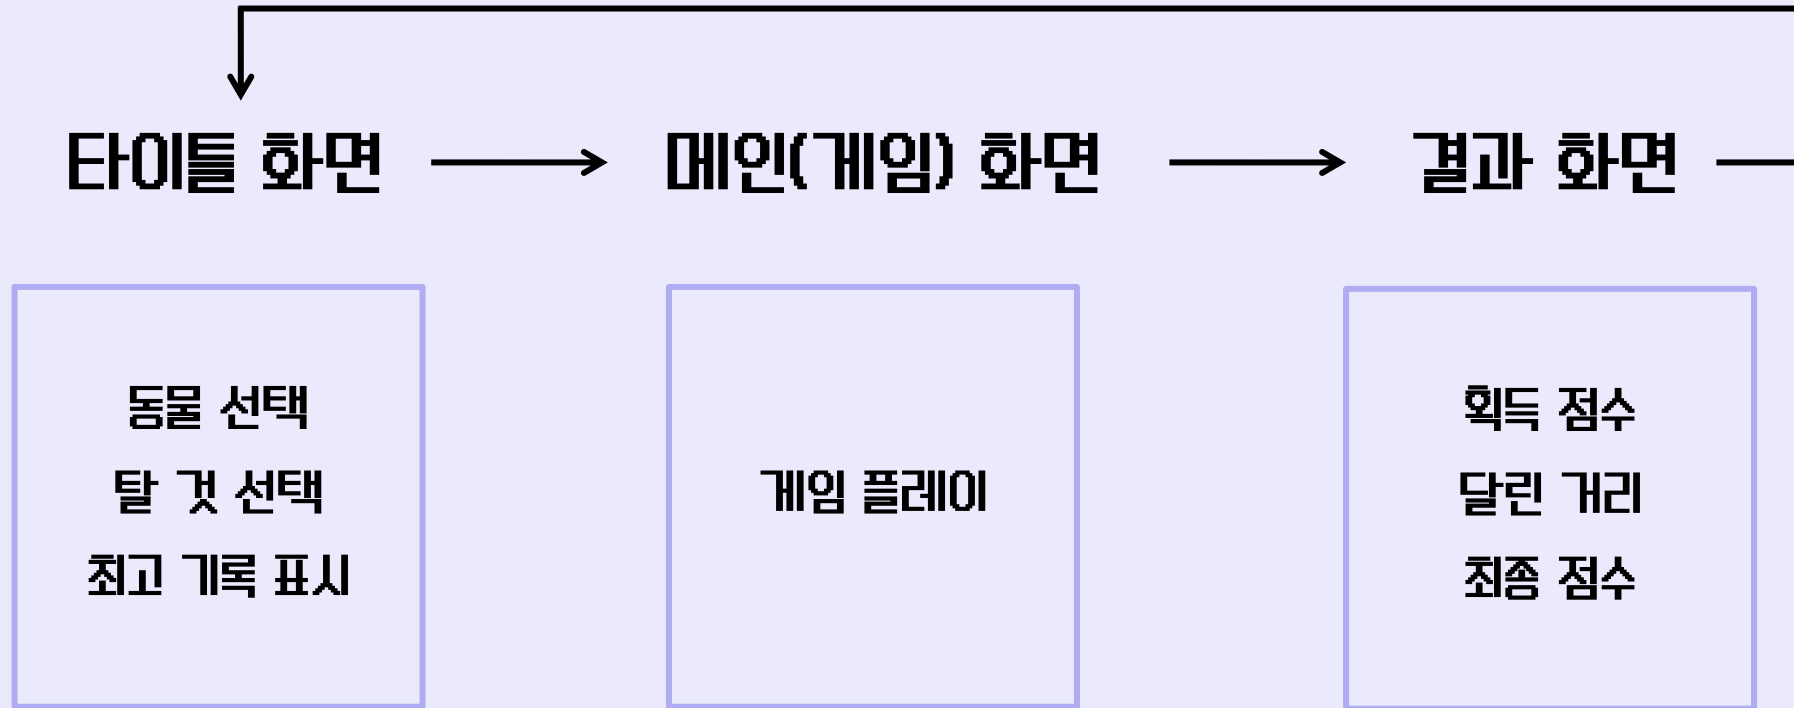 타이틀 화면
메인(게임) 화면
결과 화면
동물 선택
탈 것 선택
최고 기록 표시
게임 플레이
획득 점수
달린 거리
최종 점수